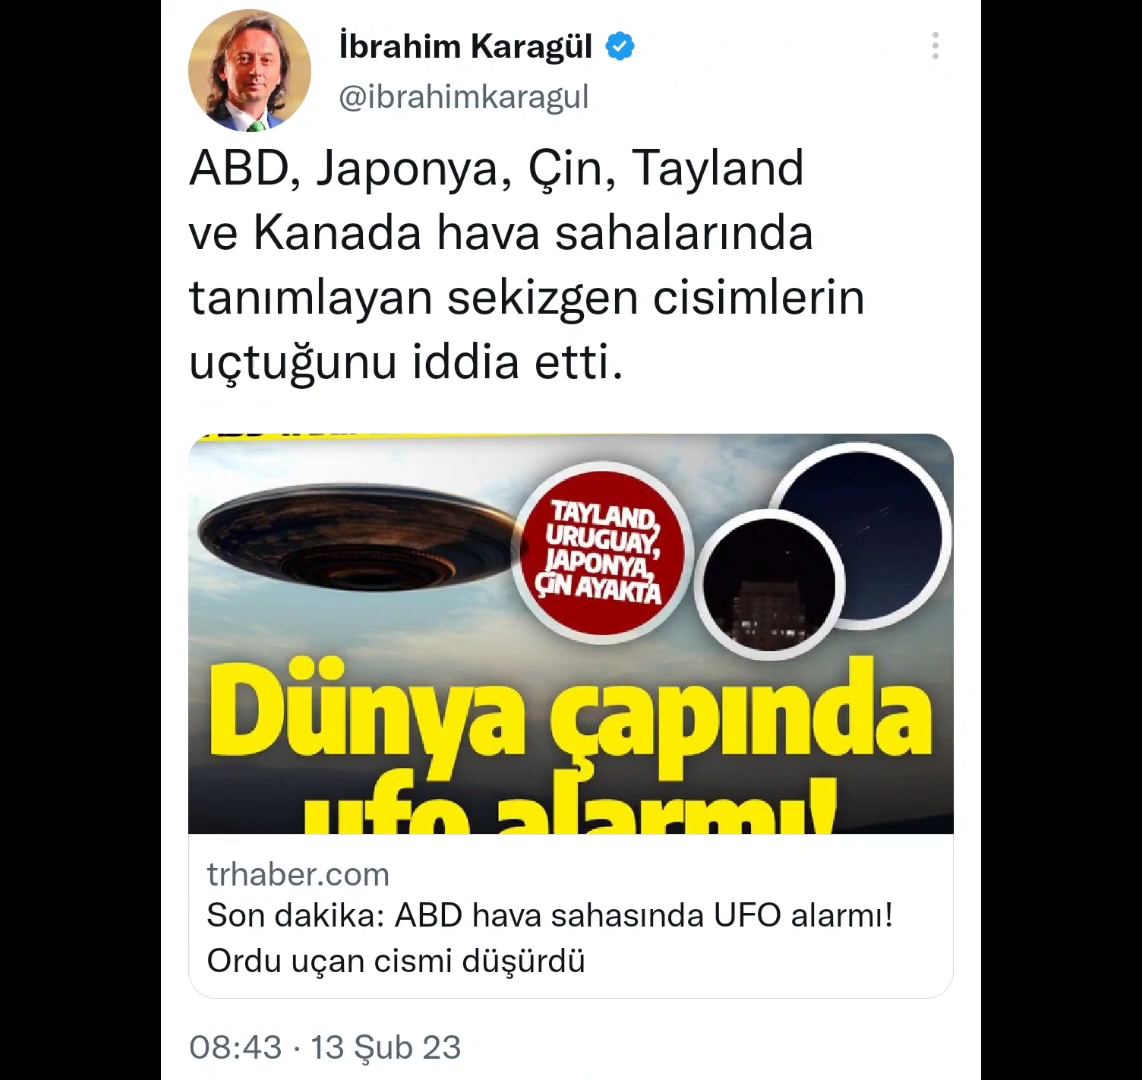 İbrahim Karagül
@ibrahimkaragul
ABD, Japonya, Çin, Tayland
ve Kanada hava sahalarında
tanımlayan sekizgen cisimlerin
uçtuğunu iddia etti.
TAYLAND,
URUGUAY,
JAPONYA,
ÇİN AYAKTA
Dünya çapında
ufo alarmı!
trhaber.com
Son dakika: ABD hava sahasında UFO alarmı!
Ordu uçan cismi düşürdü
08:43 · 13 Şub 23